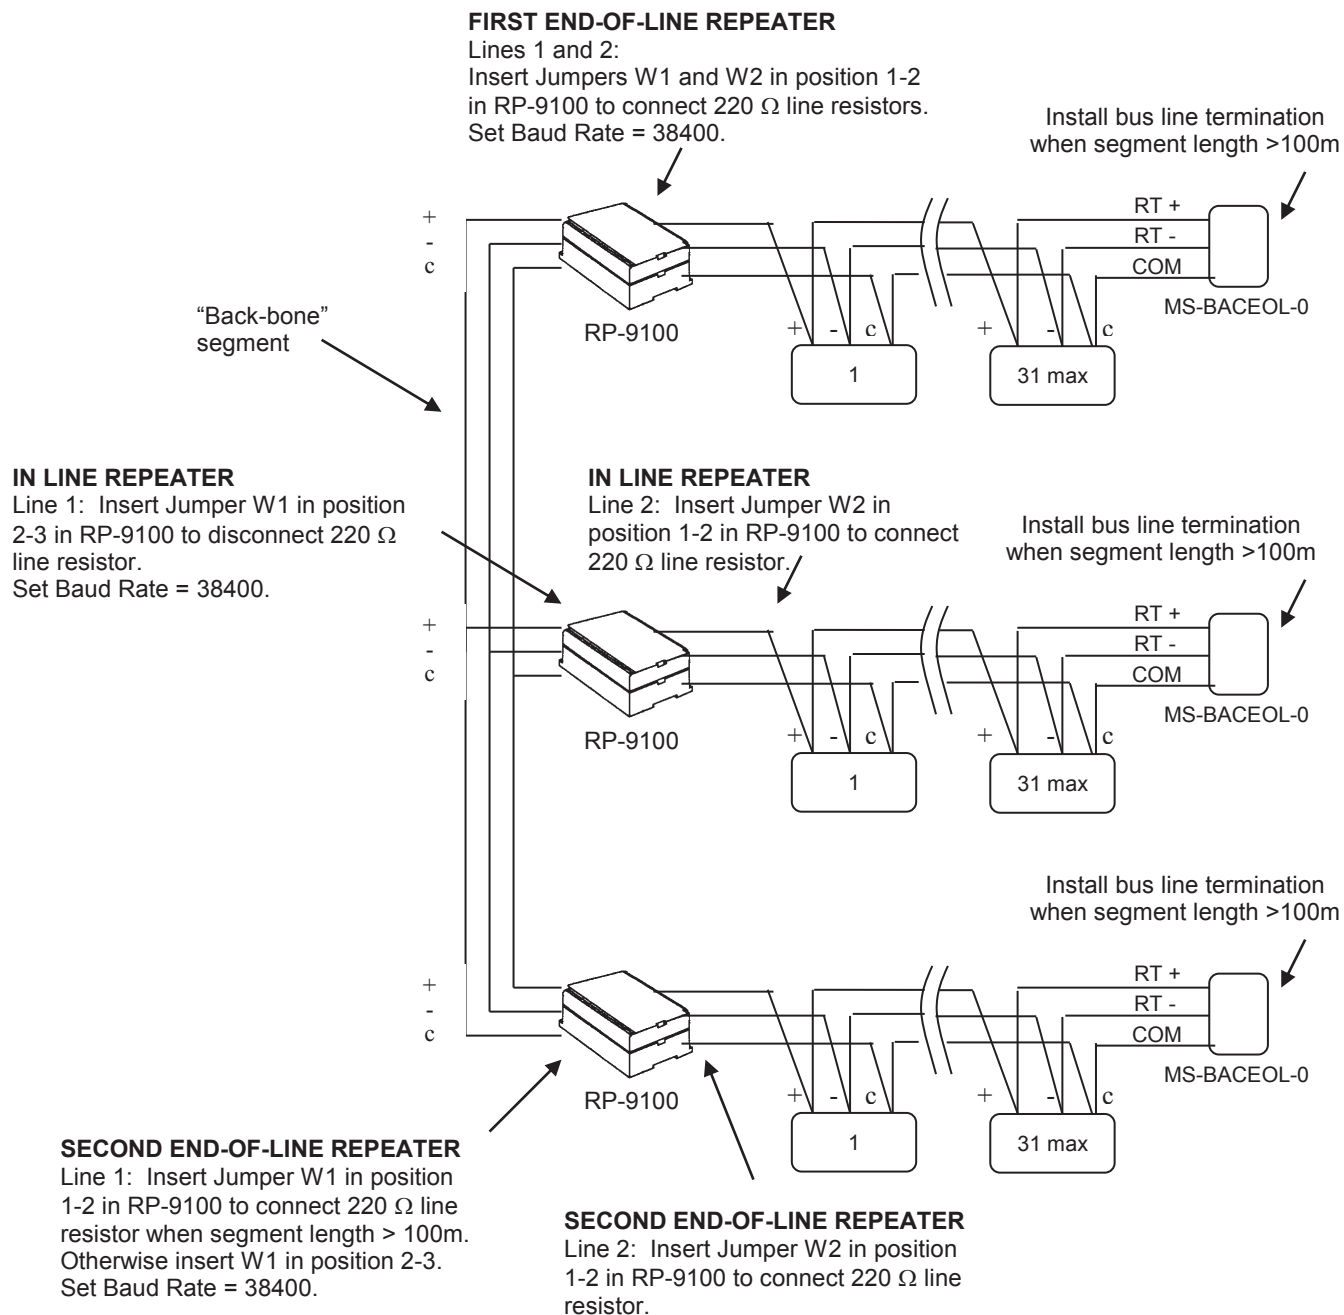 FIRST END-OF-LINE REPEATER
Lines 1 and 2:
Insert Jumpers W1 and W2 in position 1-2
in RP-9100 to connect 220 Ω line resistors.
Set Baud Rate = 38400.
Install bus line termination
when segment length >100m
+
-
c
RT +
RT -
COM
MS-BACEOL-0
RP-9100
+ - c
1
+ - c
31 max
“Back-bone”
segment
IN LINE REPEATER
Line 1: Insert Jumper W1 in position
2-3 in RP-9100 to disconnect 220 Ω
line resistor.
Set Baud Rate = 38400.
IN LINE REPEATER
Line 2: Insert Jumper W2 in
position 1-2 in RP-9100 to connect
220 Ω line resistor.
Install bus line termination
when segment length >100m
+
-
c
RT +
RT -
COM
MS-BACEOL-0
RP-9100
+ - c
1
+ - c
31 max
Install bus line termination
when segment length >100m
+
-
c
RT +
RT -
COM
MS-BACEOL-0
RP-9100
+ - c
1
+ - c
31 max
SECOND END-OF-LINE REPEATER
Line 1: Insert Jumper W1 in position
1-2 in RP-9100 to connect 220 Ω line
resistor when segment length > 100m.
Otherwise insert W1 in position 2-3.
Set Baud Rate = 38400.
SECOND END-OF-LINE REPEATER
Line 2: Insert Jumper W2 in position
1-2 in RP-9100 to connect 220 Ω line
resistor.